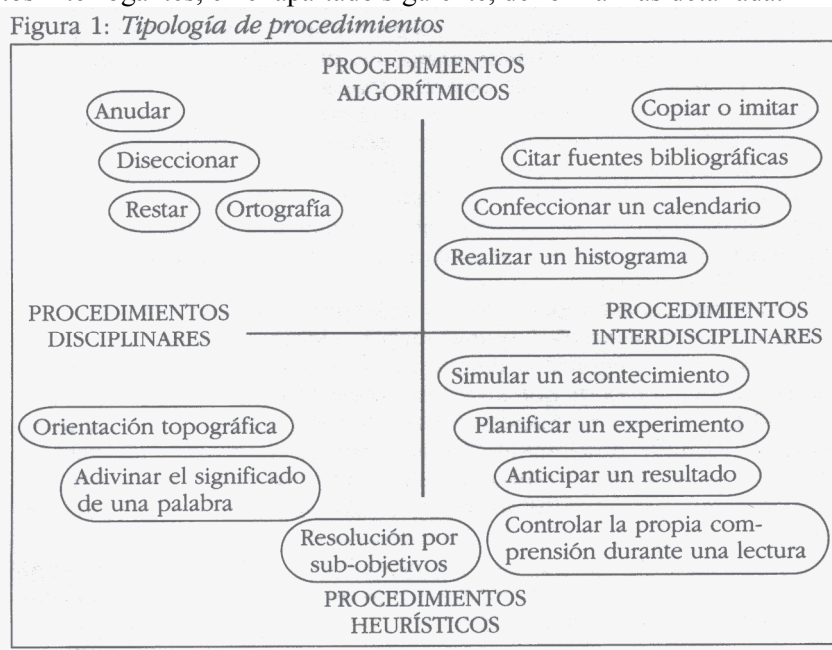 Figura 1: Tipología de procedimientos
PROCEDIMIENTOS
ALGORÍTMICOS
Anudar
Copiar o imitar
Diseccionar
Citar fuentes bibliográficas
Restar
Ortografía
Confeccionar un calendario
Realizar un histograma
PROCEDIMIENTOS
DISCIPLINARES
PROCEDIMIENTOS
INTERDISCIPLINARES
Simular un acontecimiento
Orientación topográfica
Planificar un experimento
Adivinar el significado
de una palabra
Anticipar un resultado
Resolución por
sub-objetivos
Controlar la propia com-
prensión durante una lectura
PROCEDIMIENTOS
HEURÍSTICOS